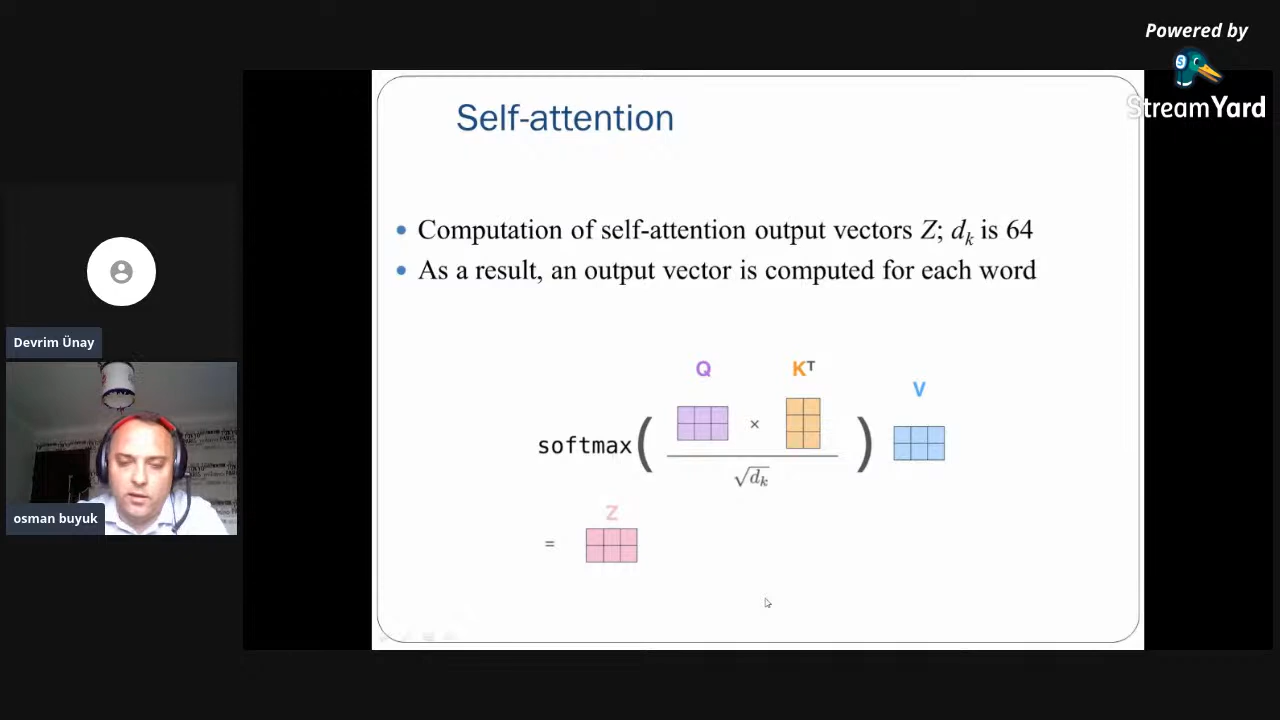 Powered by
StreamYard
Self-attention
• Computation of self-attention output vectors Z; dk is 64
• As a result, an output vector is computed for each word
Q
Kᵀ
V
×
softmax( )
√dk
Z
=
Devrim Ünay
osman buyuk